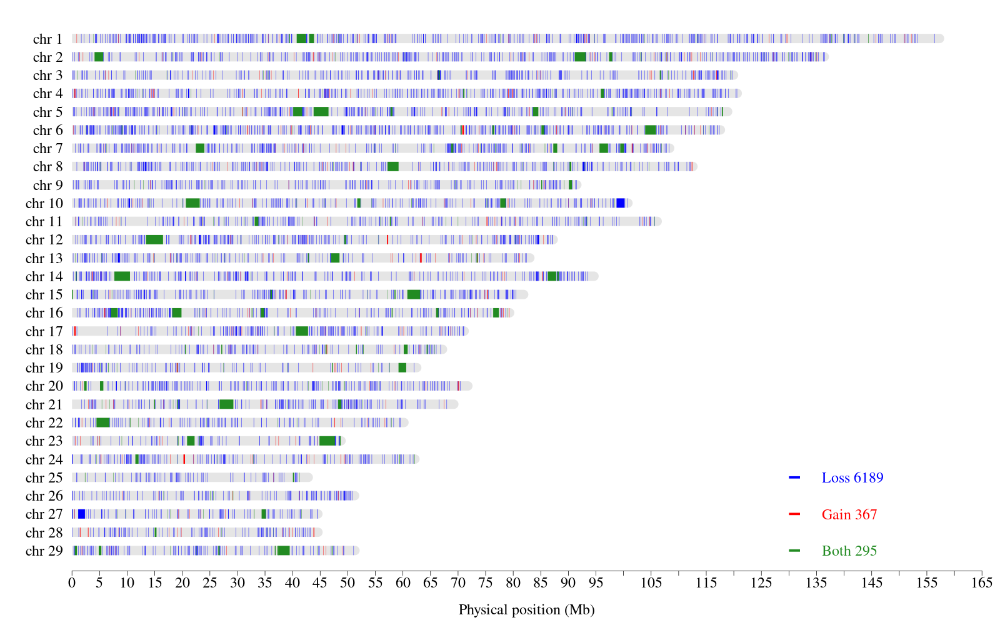 chr 1
chr 2
chr 3
chr 4
chr 5
chr 6
chr 7
chr 8
chr 9
chr 10
chr 11
chr 12
chr 13
chr 14
chr 15
chr 16
chr 17
chr 18
chr 19
chr 20
chr 21
chr 22
chr 23
chr 24
chr 25
Loss 6189
chr 26
chr 27
Gain 367
chr 28
chr 29
Both 295
0 5 10 15 20 25 30 35 40 45 50 55 60 65 70 75 80 85 90 95 105 115 125 135 145 155 165
Physical position (Mb)